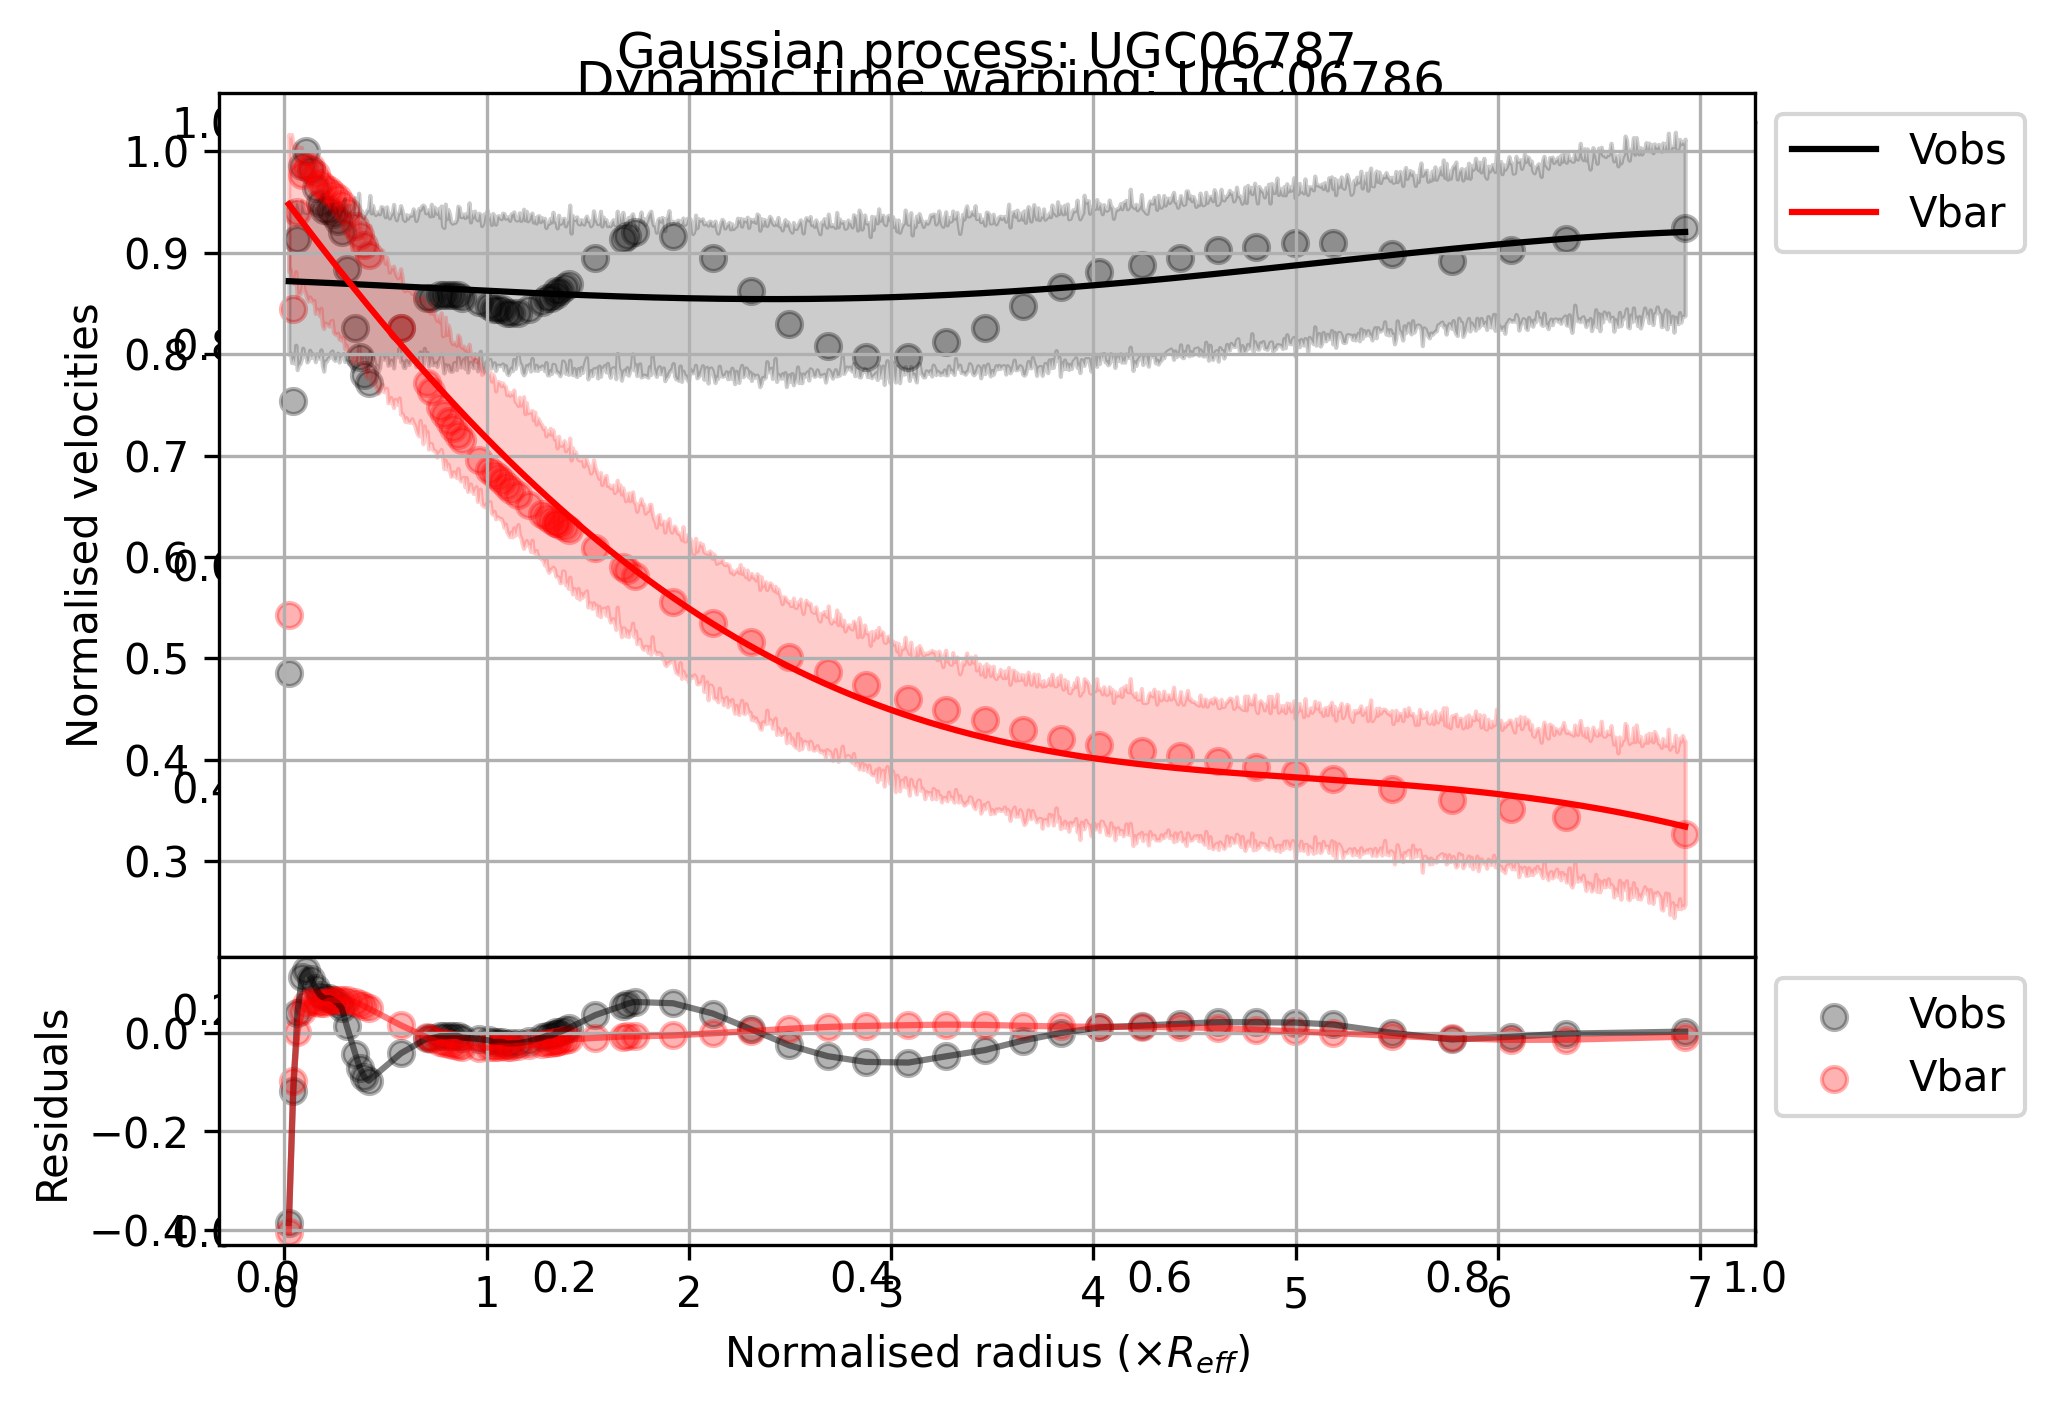 Gaussian process: UGC06787
Dynamic time warping: UGC06786
Normalised velocities
1.0
0.9
0.8
0.7
0.6
0.5
0.4
0.3
Vobs
Vbar
Residuals
0.0
−0.2
−0.4
Vobs
Vbar
0.0 0.2 0.4 0.6 0.8 1.0
0 1 2 3 4 5 6 7
Normalised radius (×R_eff)